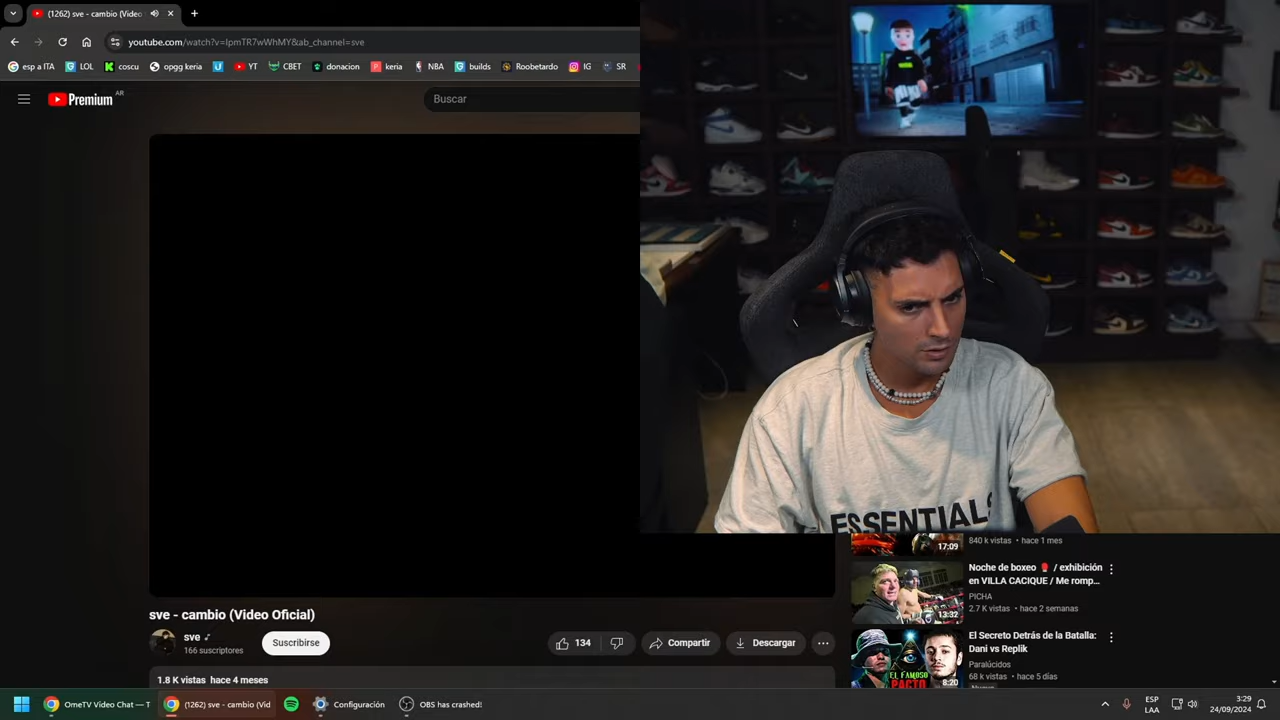 (1262) sve - cambio (Video
youtube.com/watch?v=IpmTR7wWhMY&ab_channel=sve
esp a ITA
LOL
coscu
opgg
U
YT
CBET
donacion
keria
NBA
builds
Roobetardo
IG
SR
Premium
AR
Buscar
ESSENTIALS
17:09
840 k vistas • hace 1 mes
Noche de boxeo 🥊 / exhibición
en VILLA CACIQUE / Me romp...
PICHA
2.7 K vistas • hace 2 semanas
13:32
El Secreto Detrás de la Batalla:
Dani vs Replik
Paralúcidos
68 k vistas • hace 5 días
EL FAMOSO
PACTO
8:20
sve - cambio (Video Oficial)
sve
166 suscriptores
Suscribirse
134
Compartir
Descargar
1.8 K vistas hace 4 meses
OmeTV Video Chat — T
(1262) sve - cambio (Vid
Configuración
OBS has crashed!
ESP
LAA
3:29
24/09/2024